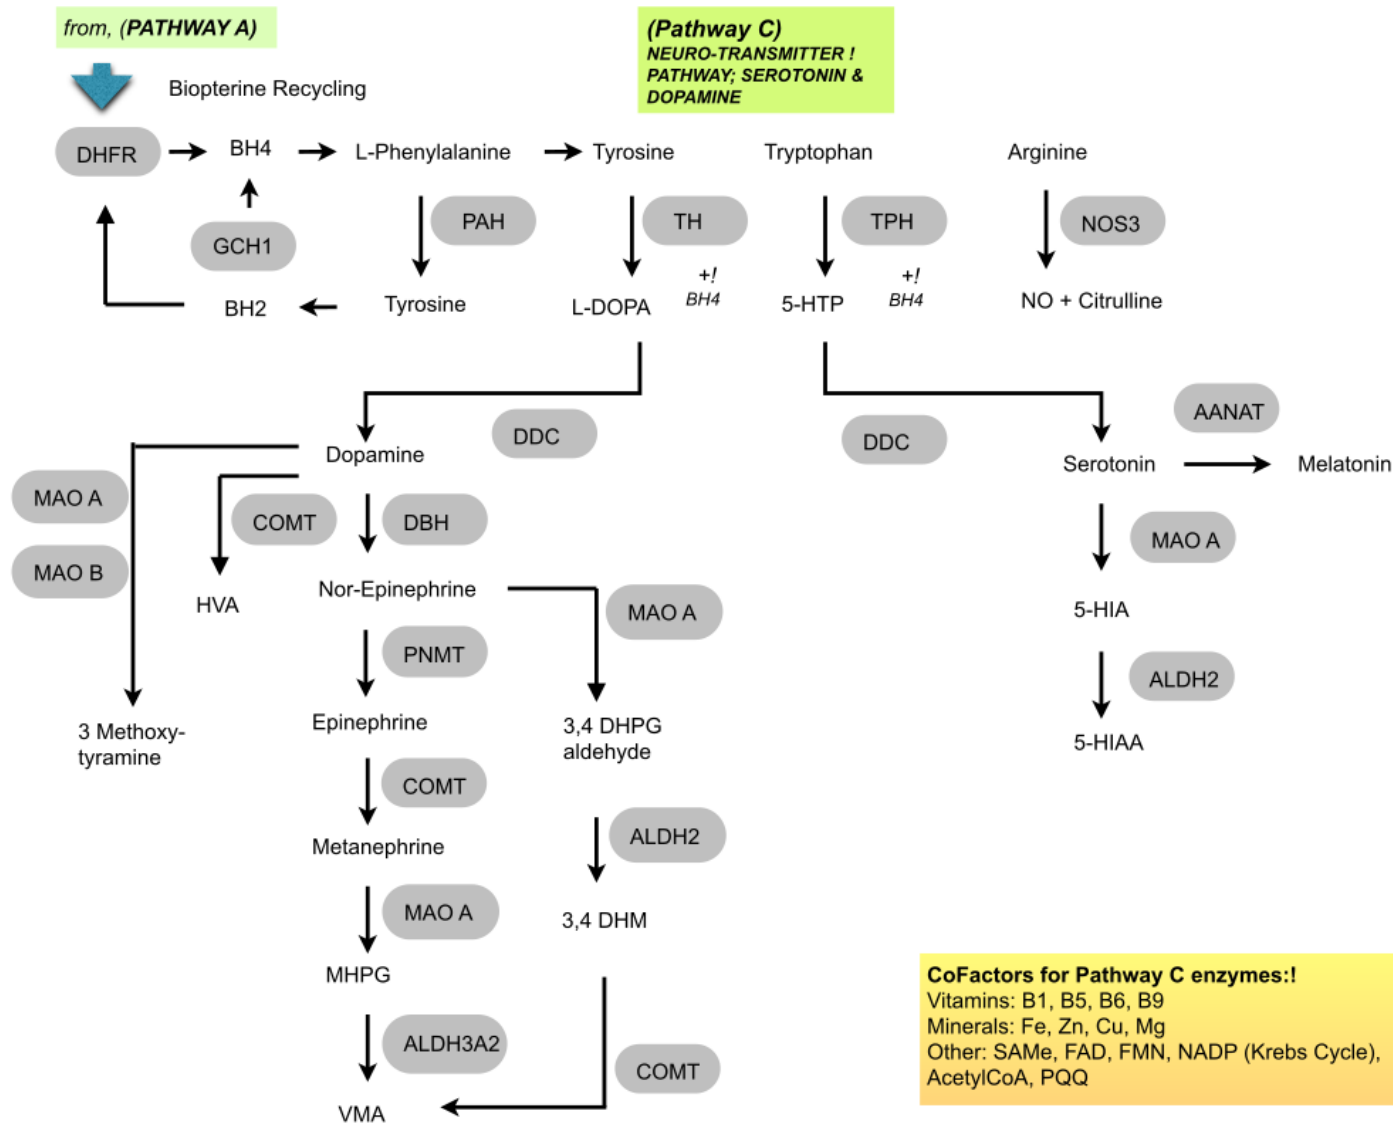 from, (PATHWAY A)
(Pathway C)
NEURO-TRANSMITTER !
PATHWAY; SEROTONIN &
DOPAMINE
Biopterine Recycling
DHFR
BH4
L-Phenylalanine
Tyrosine
Tryptophan
Arginine
GCH1
PAH
TH
TPH
NOS3
+!
BH4
+!
BH4
BH2
Tyrosine
L-DOPA
5-HTP
NO + Citrulline
DDC
DDC
AANAT
Dopamine
Serotonin
Melatonin
MAO A
MAO B
COMT
DBH
MAO A
HVA
Nor-Epinephrine
MAO A
5-HIA
PNMT
ALDH2
3 Methoxy-
tyramine
Epinephrine
3,4 DHPG
aldehyde
5-HIAA
COMT
ALDH2
Metanephrine
MAO A
3,4 DHM
MHPG
ALDH3A2
COMT
VMA
CoFactors for Pathway C enzymes:!
Vitamins: B1, B5, B6, B9
Minerals: Fe, Zn, Cu, Mg
Other: SAMe, FAD, FMN, NADP (Krebs Cycle),
AcetylCoA, PQQ